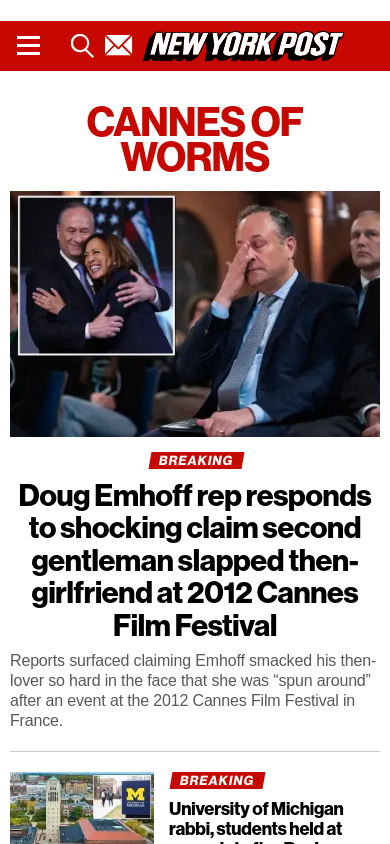 NEW YORK POST
CANNES OF
WORMS
BREAKING
Doug Emhoff rep responds
to shocking claim second
gentleman slapped then-
girlfriend at 2012 Cannes
Film Festival
Reports surfaced claiming Emhoff smacked his then-
lover so hard in the face that she was “spun around”
after an event at the 2012 Cannes Film Festival in
France.
M
MICHIGAN
BREAKING
University of Michigan
rabbi, students held at